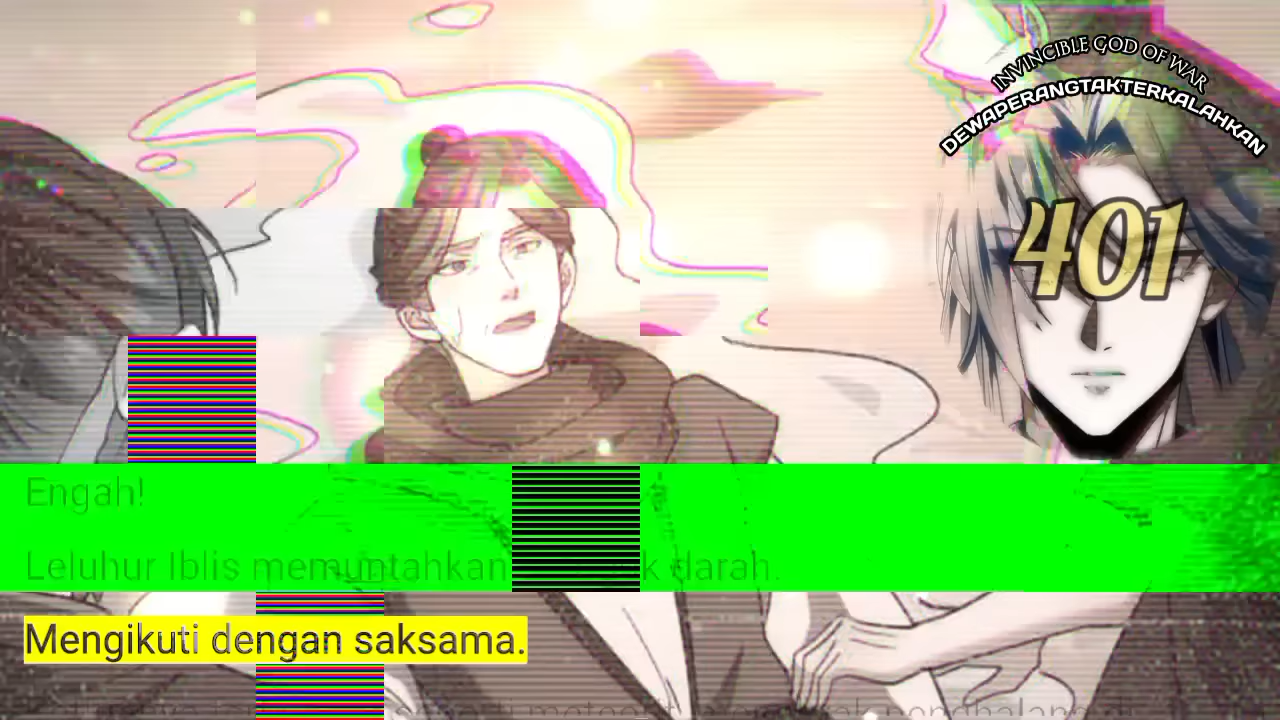 INVINCIBLE GOD OF WAR
DEWAPERANGTAKTERKALAHKAN
401
Engah!
Leluhur Iblis memuntahkan darah.
Mengikuti dengan saksama.